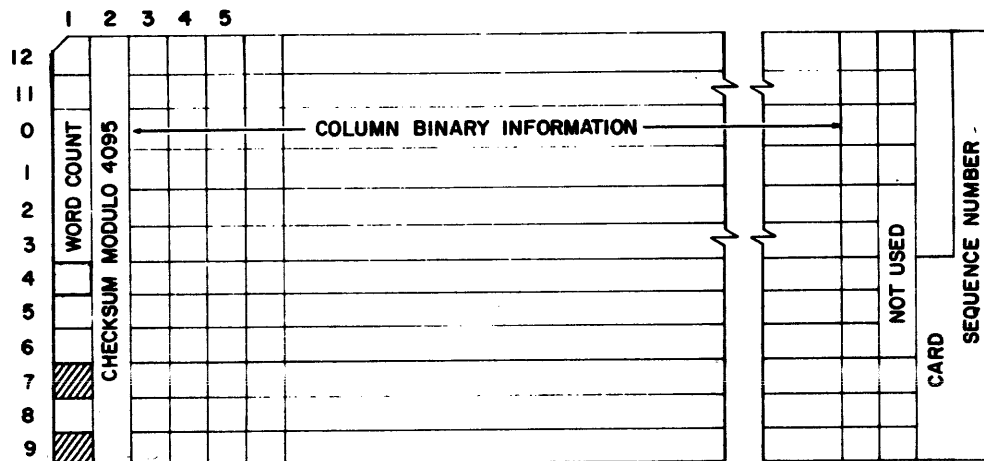 1 2 3 4 5
12
11
0
1
2
3
4
5
6
7
8
9
WORD COUNT
CHECKSUM MODULO 4095
COLUMN BINARY INFORMATION
NOT USED
CARD
SEQUENCE NUMBER